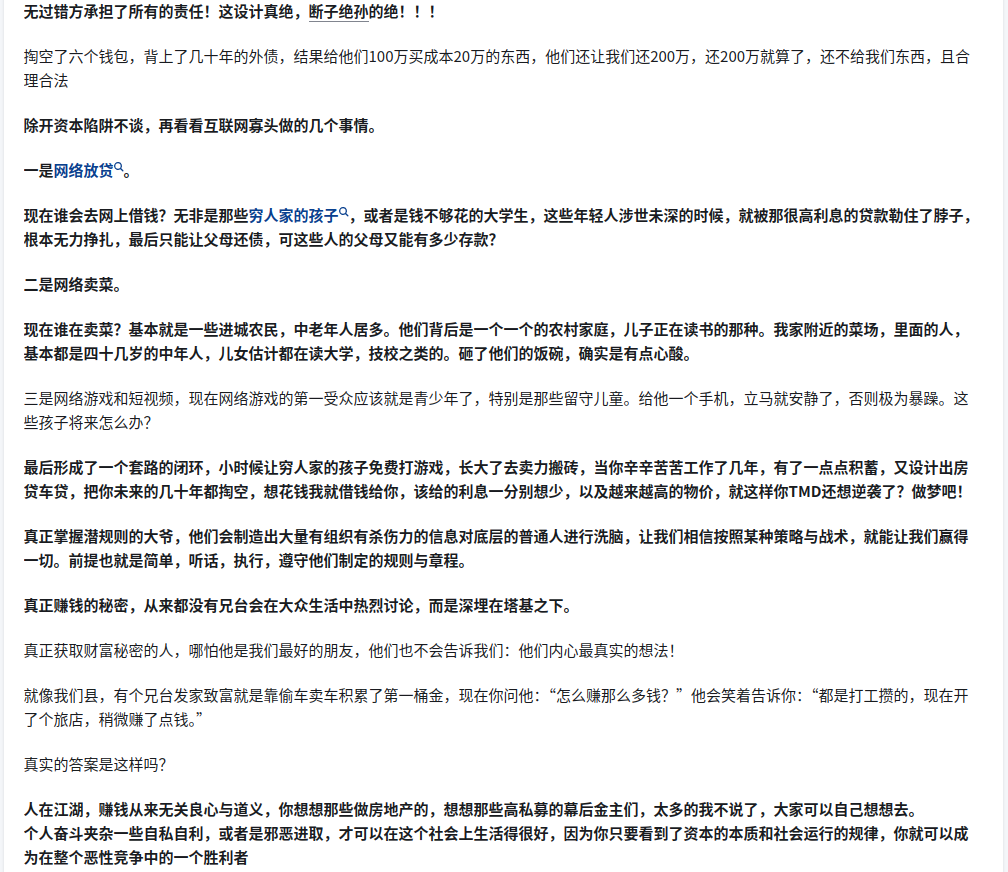 无过错方承担了所有的责任！这设计真绝，断子绝孙的绝！！！
掏空了六个钱包，背上了几十年的外债，结果给他们100万买成本20万的东西，他们还让我们还200万，还200万就算了，还不给我们东西，且合
理合法
除开资本陷阱不谈，再看看互联网寡头做的几个事情。
一是网络放贷。
现在谁会去网上借钱？无非是那些穷人家的孩子，或者是钱不够花的大学生，这些年轻人涉世未深的时候，就被那很高利息的贷款勒住了脖子，
根本无力挣扎，最后只能让父母还债，可这些人的父母又能有多少存款？
二是网络卖菜。
现在谁在卖菜？基本就是一些进城农民，中老年人居多。他们背后是一个一个的农村家庭，儿子正在读书的那种。我家附近的菜场，里面的人，
基本都是四十几岁的中年人，儿女估计都在读大学，技校之类的。砸了他们的饭碗，确实是有点心酸。
三是网络游戏和短视频，现在网络游戏的第一受众应该就是青少年了，特别是那些留守儿童。给他一个手机，立马就安静了，否则极为暴躁。这
些孩子将来怎么办？
最后形成了一个套路的闭环，小时候让穷人家的孩子免费打游戏，长大了去卖力搬砖，当你辛辛苦苦工作了几年，有了一点点积蓄，又设计出房
贷车贷，把你未来的几十年都掏空，想花钱我就借钱给你，该给的利息一分别想少，以及越来越高的物价，就这样你TMD还想逆袭了？做梦吧！
真正掌握潜规则的大爷，他们会制造出大量有组织有杀伤力的信息对底层的普通人进行洗脑，让我们相信按照某种策略与战术，就能让我们赢得
一切。前提也就是简单，听话，执行，遵守他们制定的规则与章程。
真正赚钱的秘密，从来都没有兄台会在大众生活中热烈讨论，而是深埋在塔基之下。
真正获取财富秘密的人，哪怕他是我们最好的朋友，他们也不会告诉我们：他们内心最真实的想法！
就像我们县，有个兄台发家致富就是靠偷车卖车积累了第一桶金，现在你问他：“怎么赚那么多钱？”他会笑着告诉你：“都是打工攒的，现在开
了个旅店，稍微赚了点钱。”
真实的答案是这样吗？
人在江湖，赚钱从来无关良心与道义，你想想那些做房地产的，想想那些高私募的幕后金主们，太多的我不说了，大家可以自己想想去。
个人奋斗夹杂一些自私自利，或者是邪恶进取，才可以在这个社会上生活得很好，因为你只要看到了资本的本质和社会运行的规律，你就可以成
为在整个恶性竞争中的一个胜利者